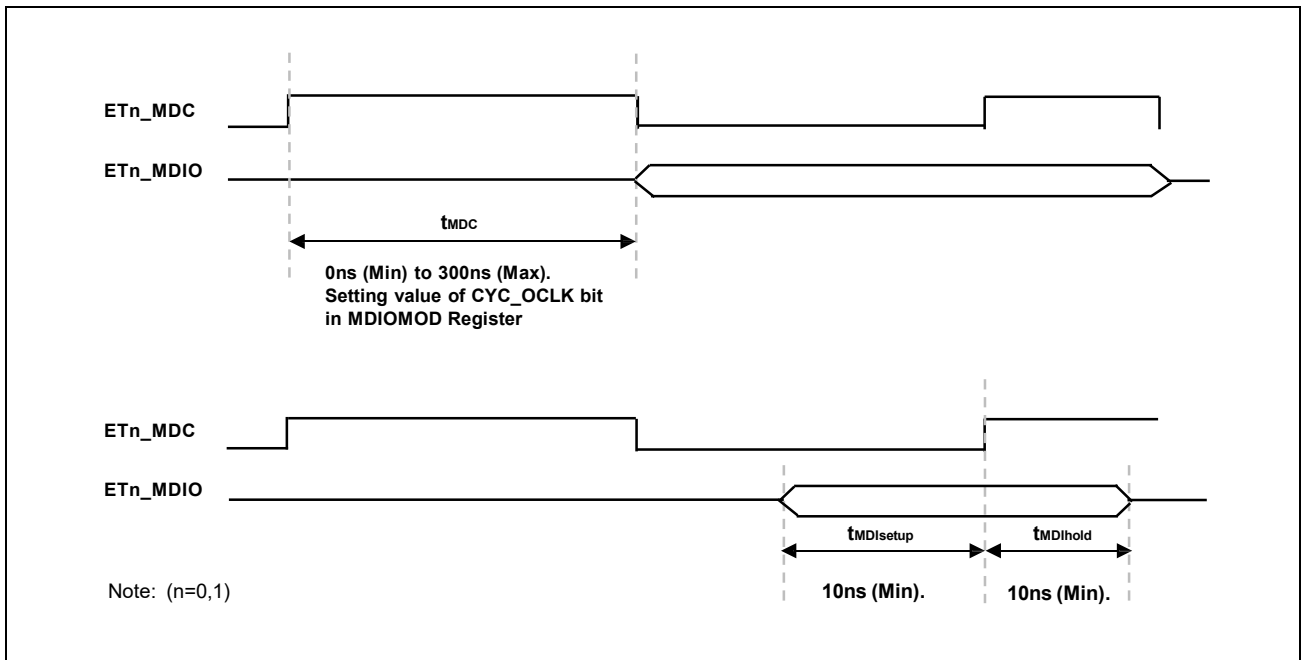 ETn_MDC
ETn_MDIO
tMDC
0ns (Min) to 300ns (Max).
Setting value of CYC_OCLK bit
in MDIOMOD Register
ETn_MDC
ETn_MDIO
tMDIsetup tMDIhold
Note: (n=0,1) 10ns (Min). 10ns (Min).